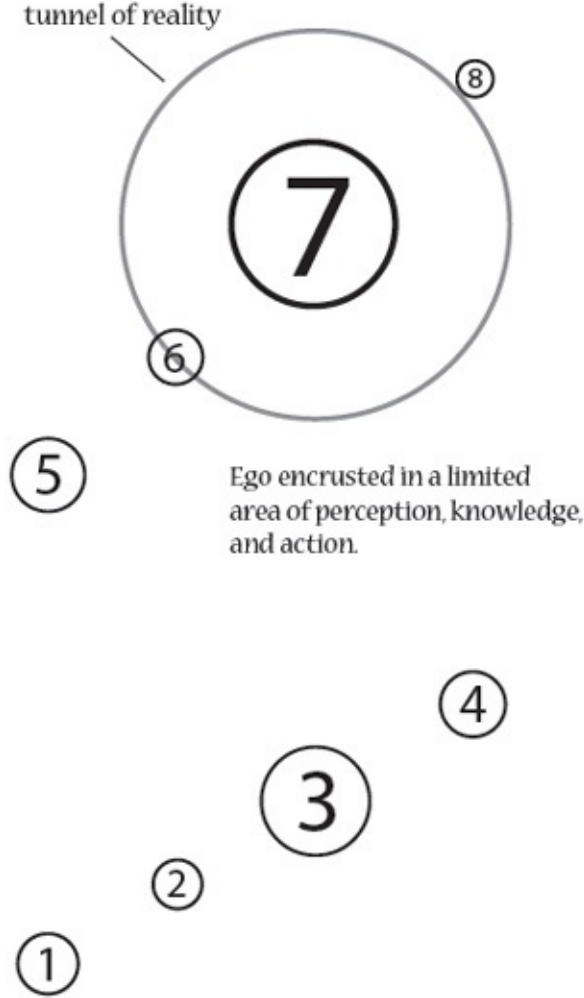 tunnel of reality
8
7
6
5
Ego encrusted in a limited
area of perception, knowledge,
and action.
4
3
2
1